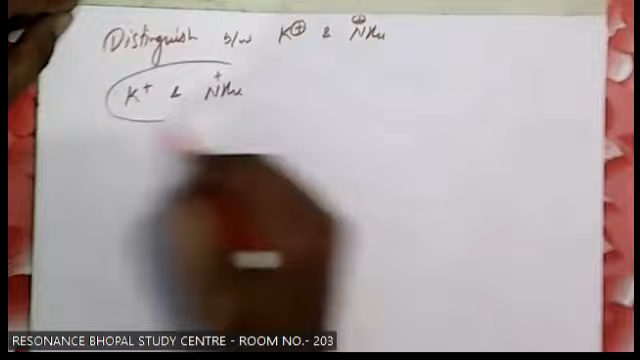 Distinguish b/w K⊕ & N⊕H4
K+ & N+H4
RESONANCE BHOPAL STUDY CENTRE - ROOM NO.- 203